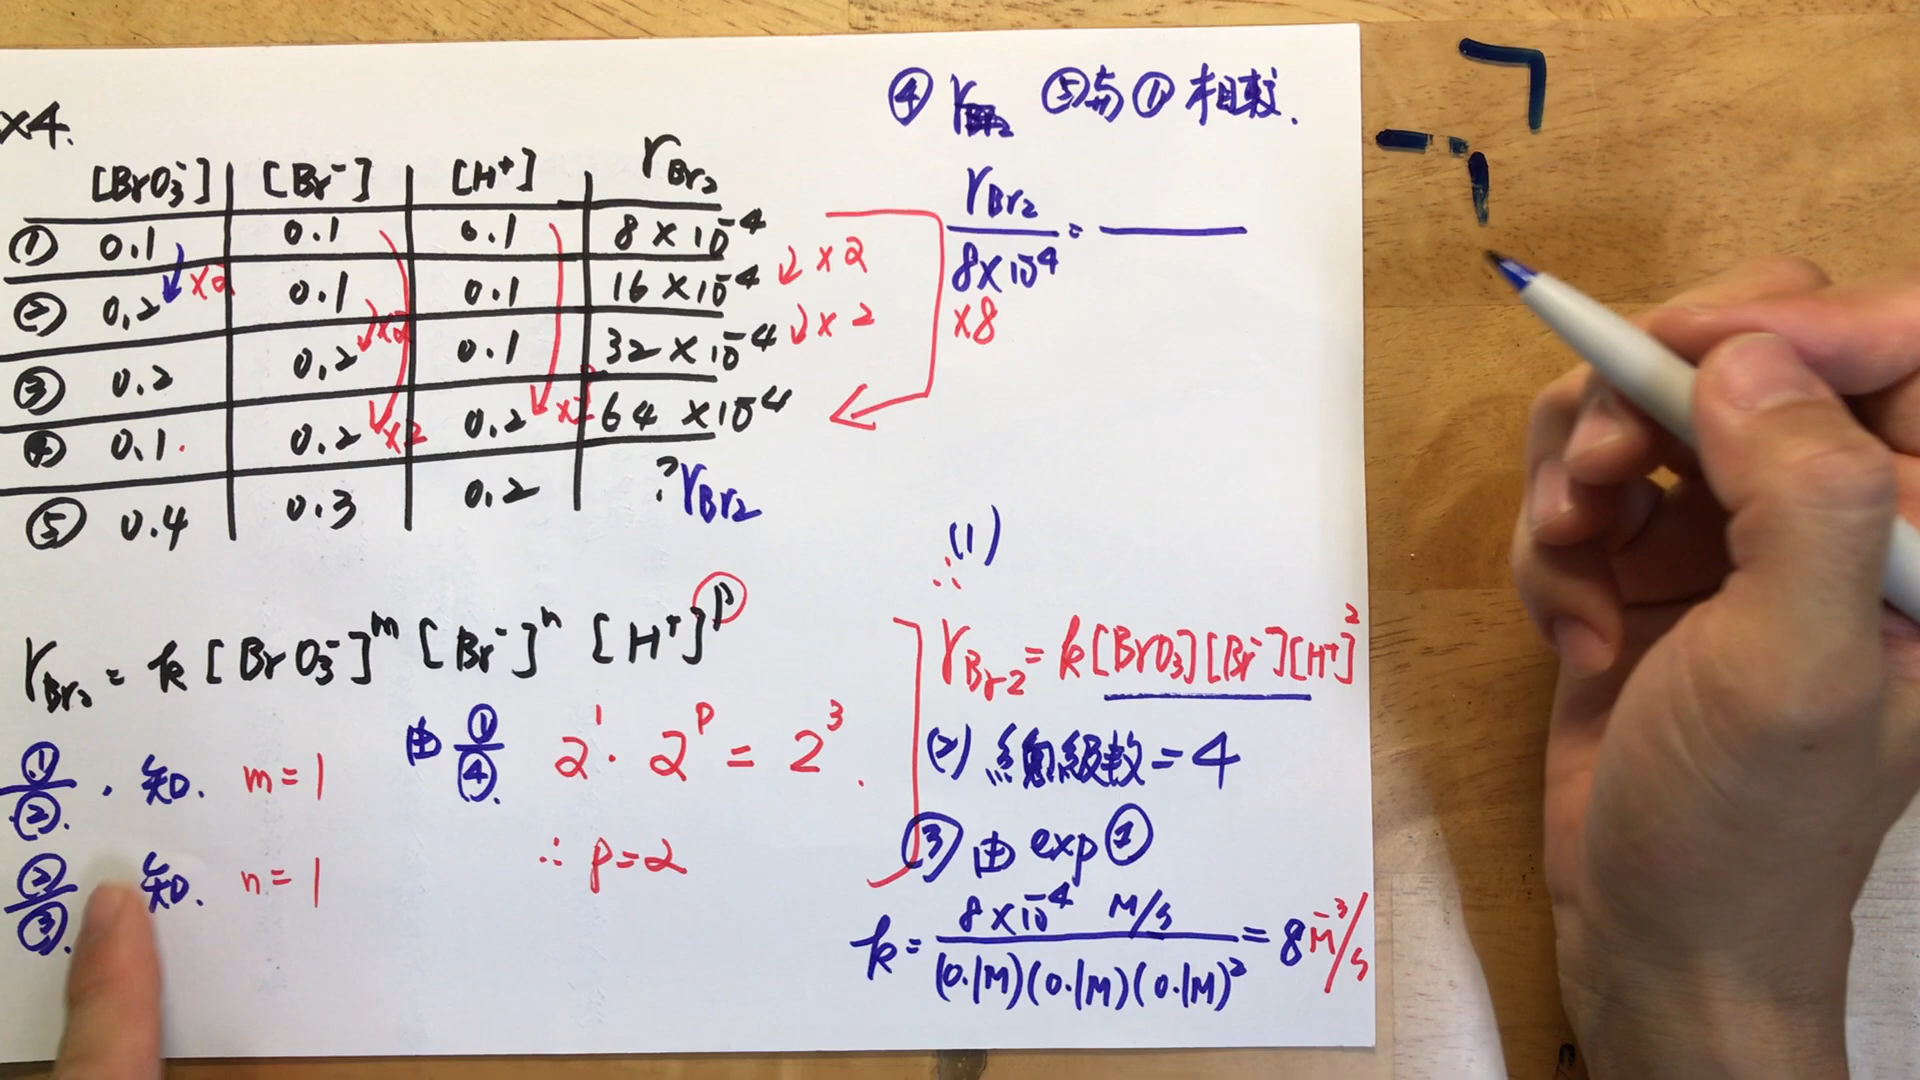 x4.
[BrO₃⁻] [Br⁻] [H⁺] rBr₂
① 0.1 0.1 0.1 8 × 10⁻⁴
② 0.2 0.1 0.1 16 × 10⁻⁴
③ 0.2 0.2 0.1 32 × 10⁻⁴
④ 0.1 0.2 0.2 64 × 10⁻⁴
⑤ 0.4 0.3 0.2 ? rBr₂
×2
×2
×2
×2
×2
×2
×8
rBr₂ = k [BrO₃⁻]ᵐ [Br⁻]ⁿ [H⁺]ᵖ
①/②. 知. m = 1
②/③. 知. n = 1
由 ①/④. 2¹ · 2ᵖ = 2³.
∴ p = 2
④ r ⑤与① 相較.
rBr₂ / 8×10⁻⁴ =
(1)
∴ rBr₂ = k[BrO₃][Br⁻][H⁺]²
(2) 總級數 = 4
③ 由 exp ①
k = 8×10⁻⁴ M/s / (0.1M)(0.1M)(0.1M)² = 8 M⁻³/s